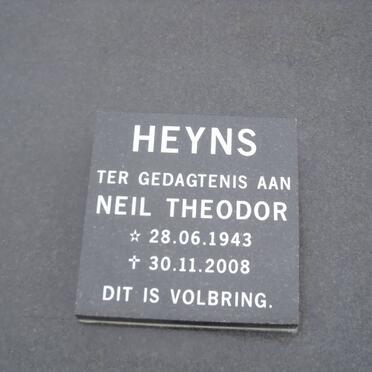 HEYNS
TER GEDAGTENIS AAN
NEIL THEODOR
☆ 28.06.1943
✝ 30.11.2008
DIT IS VOLBRING.